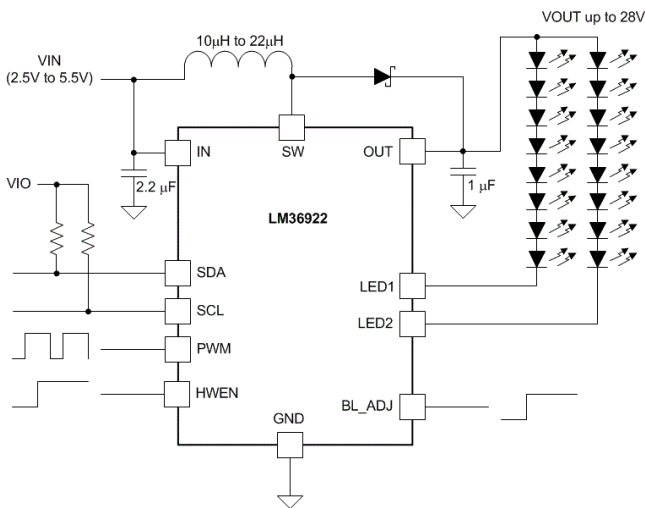 VOUT up to 28V
10µH to 22µH
VIN
(2.5V to 5.5V)
IN
SW
OUT
2.2 µF
1 µF
VIO
LM36922
SDA
LED1
SCL
LED2
PWM
HWEN
BL_ADJ
GND